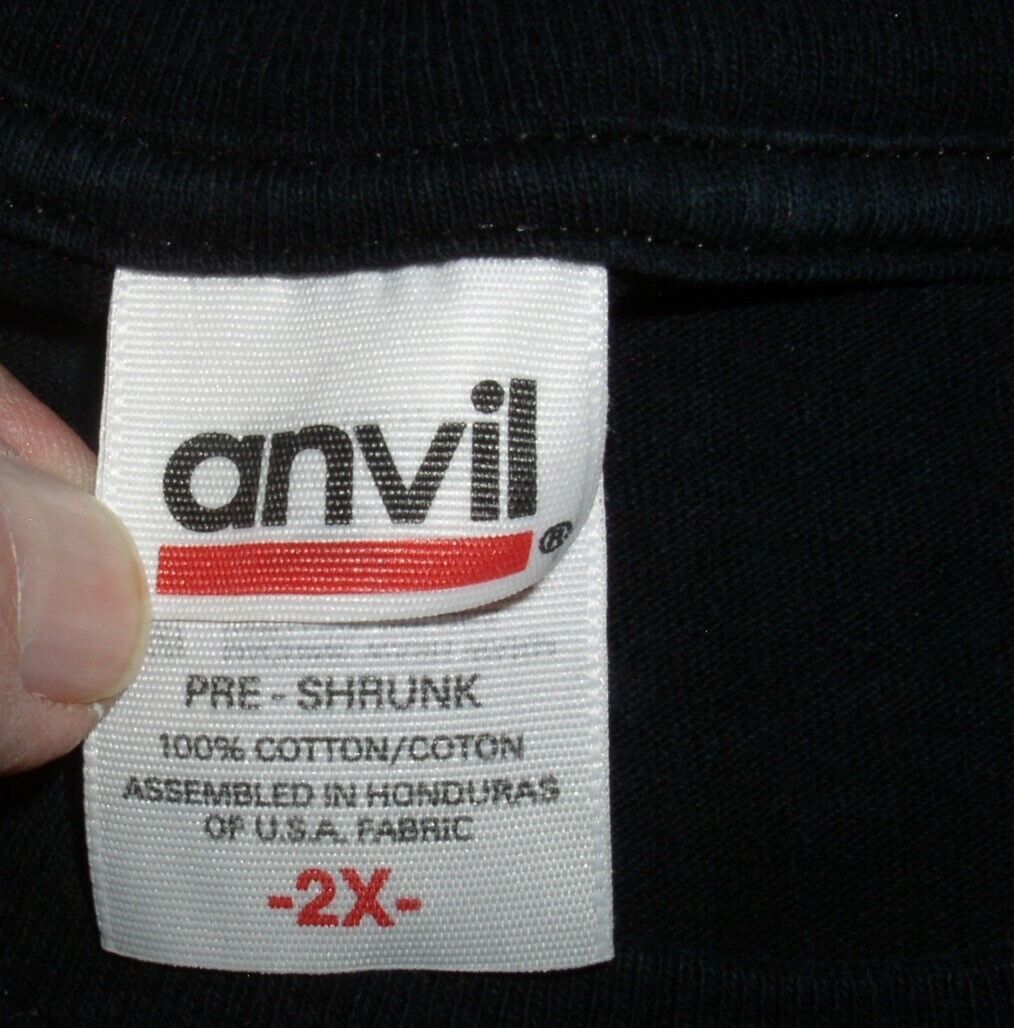 anvil®
PRE - SHRUNK
100% COTTON/COTON
ASSEMBLED IN HONDURAS
OF U.S.A. FABRIC
-2X-